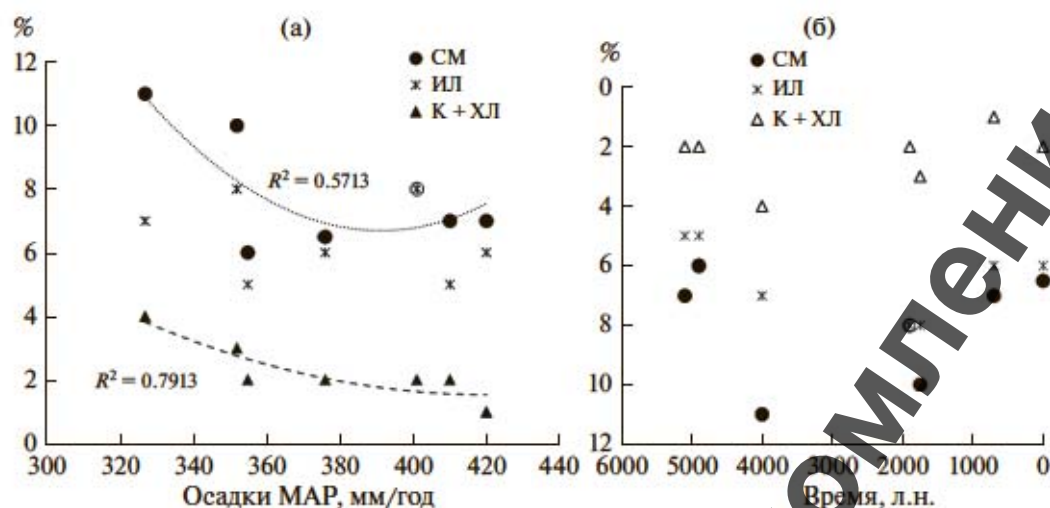 (а)
%
● СМ
ж ИЛ
▲ К + ХЛ
12
10
8
6
4
2
0
R² = 0.5713
R² = 0.7913
300 320 340 360 380 400 420 440
Осадки МАР, мм/год
(б)
%
● СМ
× ИЛ
△ К + ХЛ
0
2
4
6
8
10
12
6000 5000 4000 3000 2000 1000 0
Время, л.н.